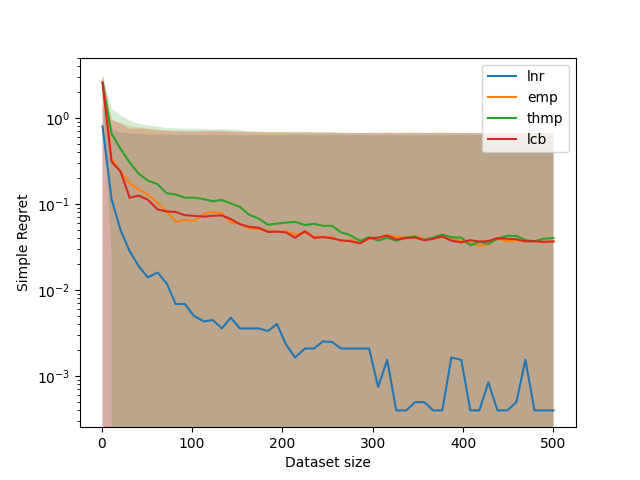 lnr
emp
thmp
lcb
10⁰
10⁻¹
10⁻²
10⁻³
Simple Regret
0 100 200 300 400 500
Dataset size